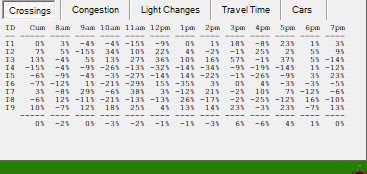 Crossings Congestion Light Changes Travel Time Cars
ID Cum 8am 9am 10am 11am 12pm 1pm 2pm 3pm 4pm 5pm 6pm 7pm
I1 0% 3% -4% -4% -15% -9% 0% 1% 18% -8% 23% 1% 3%
I2 7% 5% -15% 34% 10% 22% 4% -2% -1% 25% 2% 5% 9%
I3 13% -4% 5% 13% 27% 36% 10% 16% 57% -1% 37% 5% -14%
I4 -15% -4% -9% -26% -13% -32% -14% -34% -9% -19% -14% 1% -12%
I5 -6% -9% -4% -3% -27% -14% 14% -22% -1% -26% -9% 3% 23%
I6 -7% -12% 1% -21% -29% 15% -35% 3% 0% 4% -3% -3% -5%
I7 3% -8% 29% -6% 38% 3% -12% 21% -2% 10% 7% -12% -6%
I8 -6% 12% -11% -21% -13% -13% 26% -17% -2% -25% -12% 16% -10%
I9 10% -7% 12% 18% 25% 4% 13% 14% 23% -3% 23% -7% 13%
0% -2% 0% -3% -2% -1% -1% -3% 6% -6% 4% 1% 0%